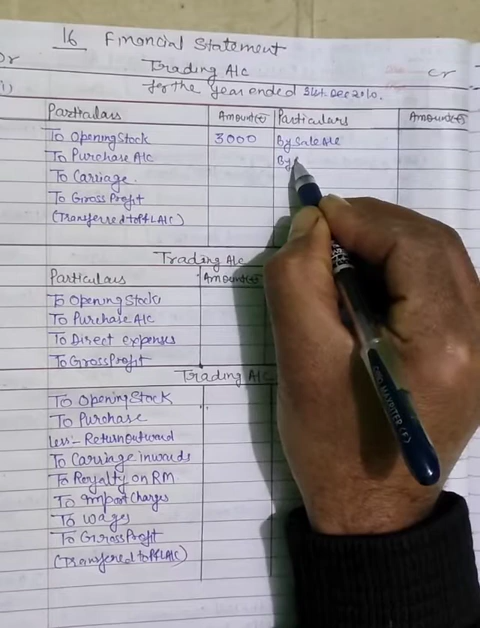 16 Financial Statement
Trading A/c
for the year ended 31st. Dec 2010.
Dr
Cr
Particulars Amount(₹) Particulars Amount(₹)
To Opening Stock 3000 By Sale A/c
To Purchase A/c By
To Carriage.
To Gross Profit
(Transferred to P&L A/c)
Trading A/c
Particulars Amount(₹)
To Opening Stock
To Purchase A/c
To Direct expenses
To Gross Profit
Trading A/c
To Opening Stock
To Purchase
Less:- Return outward
To Carriage inwards
To Royalty on RM
To Import Charges
To Wages
To Gross Profit
(Transferred to P&L A/c)